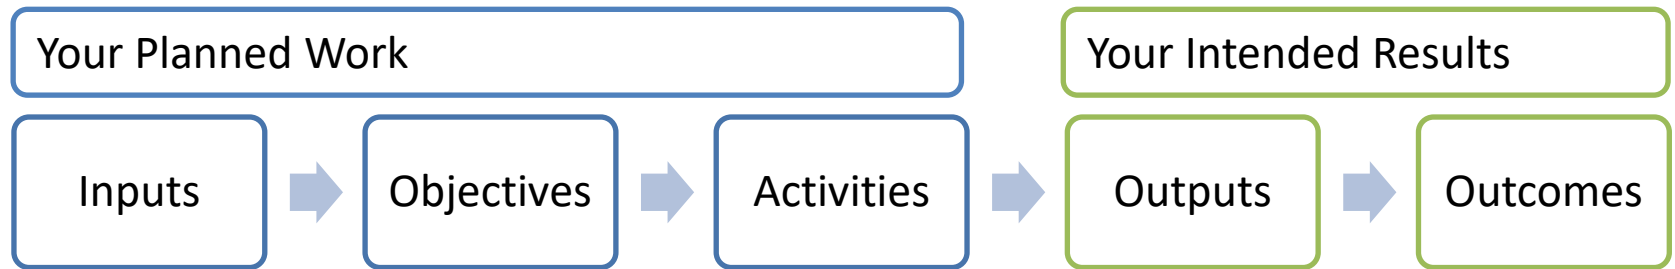 Your Planned Work
Your Intended Results
Inputs
Objectives
Activities
Outputs
Outcomes